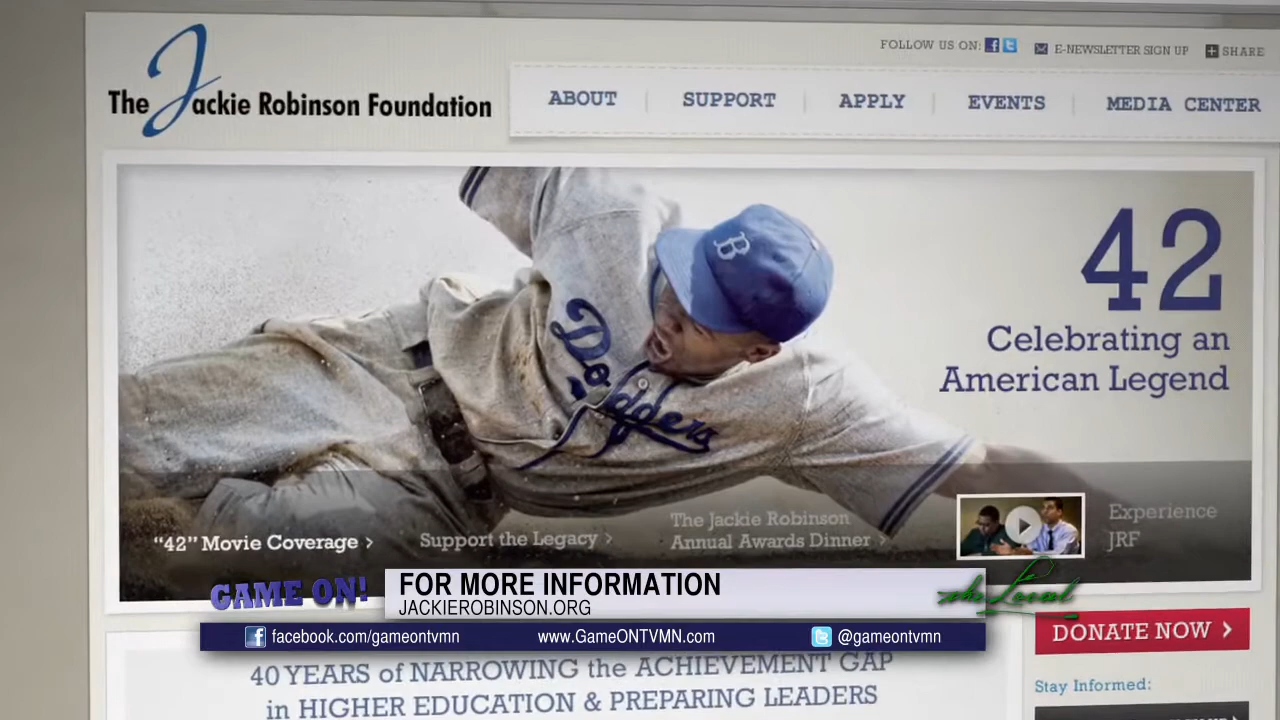 The Jackie Robinson Foundation
FOLLOW US ON:
E-NEWSLETTER SIGN UP
SHARE
ABOUT
SUPPORT
APPLY
EVENTS
MEDIA CENTER
B
Dodgers
42
Celebrating an
American Legend
"42" Movie Coverage >
Support the Legacy >
The Jackie Robinson
Annual Awards Dinner >
Experience
JRF
GAME ON!
FOR MORE INFORMATION
JACKIEROBINSON.ORG
the Local
facebook.com/gameontvmn
www.GameONTVMN.com
@gameontvmn
DONATE NOW >
40 YEARS of NARROWING the ACHIEVEMENT GAP
in HIGHER EDUCATION & PREPARING LEADERS
Stay Informed: